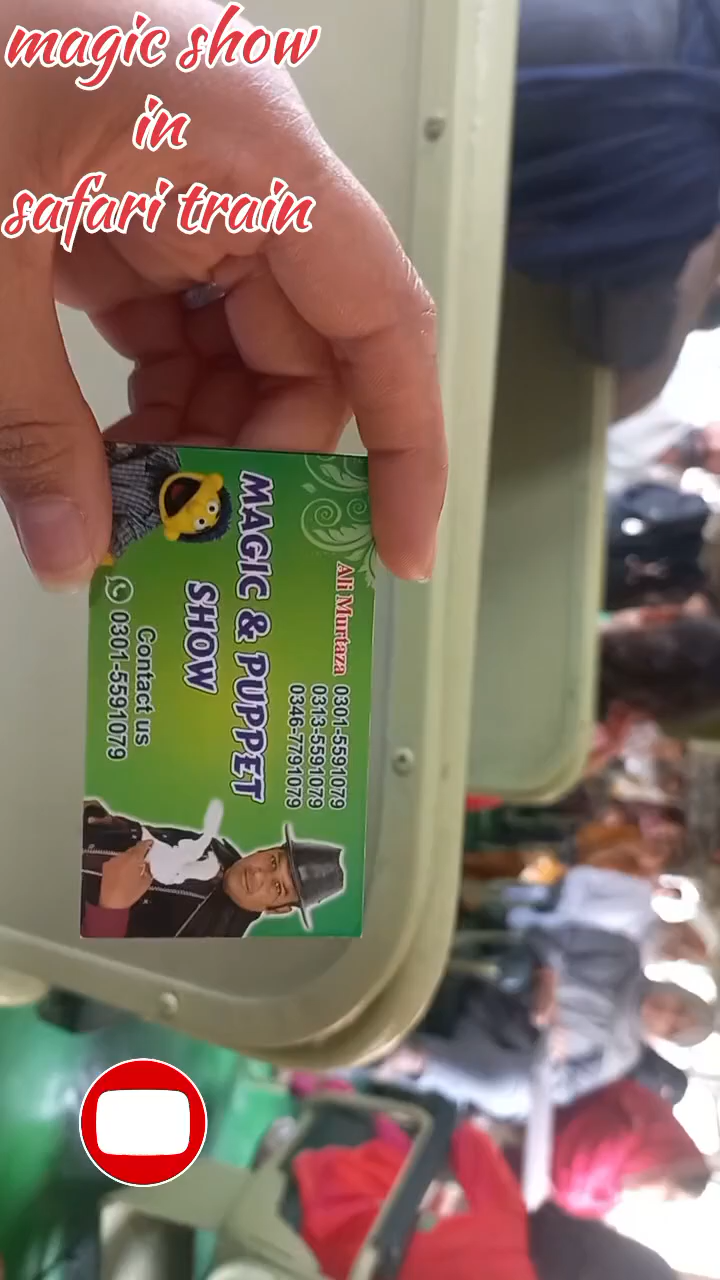 magic show
in
safari train
Ali Murtaza 0301-5591079
0313-5591079
0346-7791079
MAGIC & PUPPET
SHOW
Contact us
0301-5591079